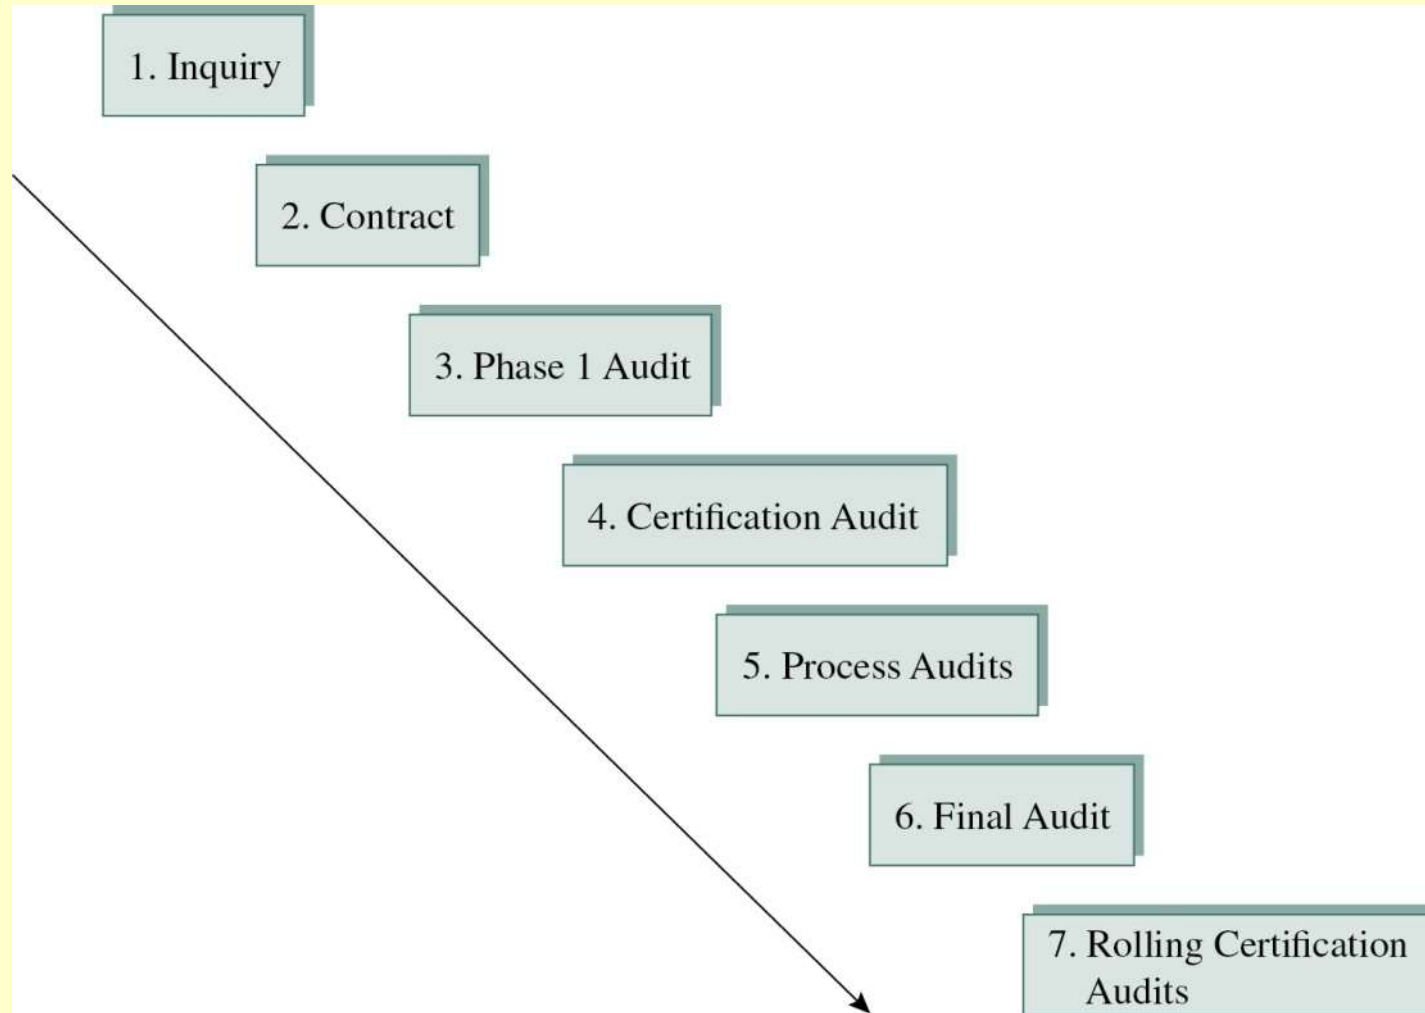 1. Inquiry
2. Contract
3. Phase 1 Audit
4. Certification Audit
5. Process Audits
6. Final Audit
7. Rolling Certification
Audits